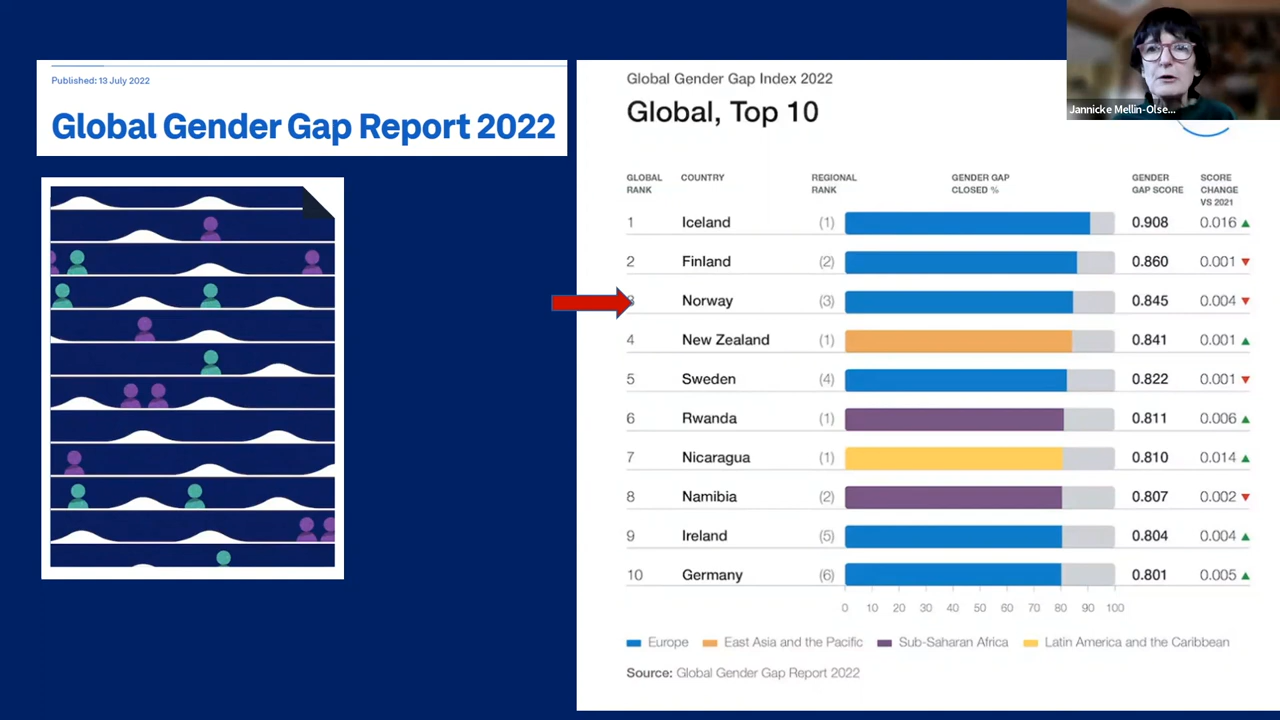 Published: 13 July 2022
Global Gender Gap Report 2022
Global Gender Gap Index 2022
Global, Top 10
Jannicke Mellin-Olse...
GLOBAL RANK COUNTRY REGIONAL RANK GENDER GAP CLOSED % GENDER GAP SCORE SCORE CHANGE VS 2021
1 Iceland (1) 0.908 0.016
2 Finland (2) 0.860 0.001
3 Norway (3) 0.845 0.004
4 New Zealand (1) 0.841 0.001
5 Sweden (4) 0.822 0.001
6 Rwanda (1) 0.811 0.006
7 Nicaragua (1) 0.810 0.014
8 Namibia (2) 0.807 0.002
9 Ireland (5) 0.804 0.004
10 Germany (6) 0.801 0.005
0 10 20 30 40 50 60 70 80 90 100
Europe East Asia and the Pacific Sub-Saharan Africa Latin America and the Caribbean
Source: Global Gender Gap Report 2022